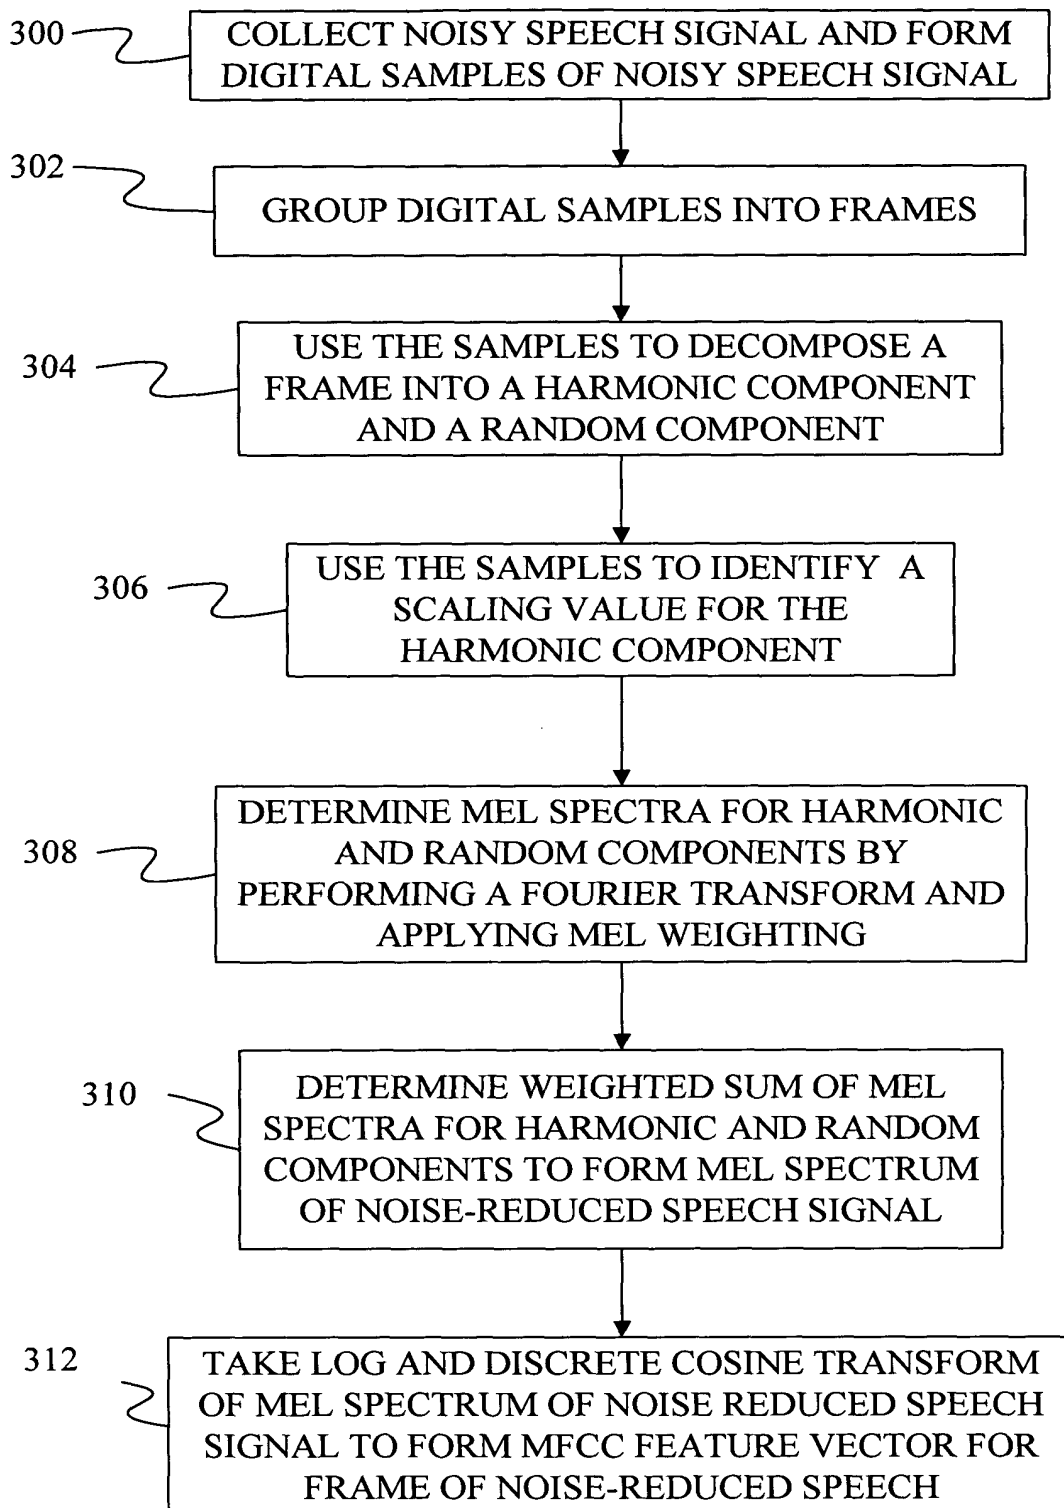 300
COLLECT NOISY SPEECH SIGNAL AND FORM
DIGITAL SAMPLES OF NOISY SPEECH SIGNAL
302
GROUP DIGITAL SAMPLES INTO FRAMES
304
USE THE SAMPLES TO DECOMPOSE A
FRAME INTO A HARMONIC COMPONENT
AND A RANDOM COMPONENT
306
USE THE SAMPLES TO IDENTIFY A
SCALING VALUE FOR THE
HARMONIC COMPONENT
308
DETERMINE MEL SPECTRA FOR HARMONIC
AND RANDOM COMPONENTS BY
PERFORMING A FOURIER TRANSFORM AND
APPLYING MEL WEIGHTING
310
DETERMINE WEIGHTED SUM OF MEL
SPECTRA FOR HARMONIC AND RANDOM
COMPONENTS TO FORM MEL SPECTRUM
OF NOISE-REDUCED SPEECH SIGNAL
312
TAKE LOG AND DISCRETE COSINE TRANSFORM
OF MEL SPECTRUM OF NOISE REDUCED SPEECH
SIGNAL TO FORM MFCC FEATURE VECTOR FOR
FRAME OF NOISE-REDUCED SPEECH